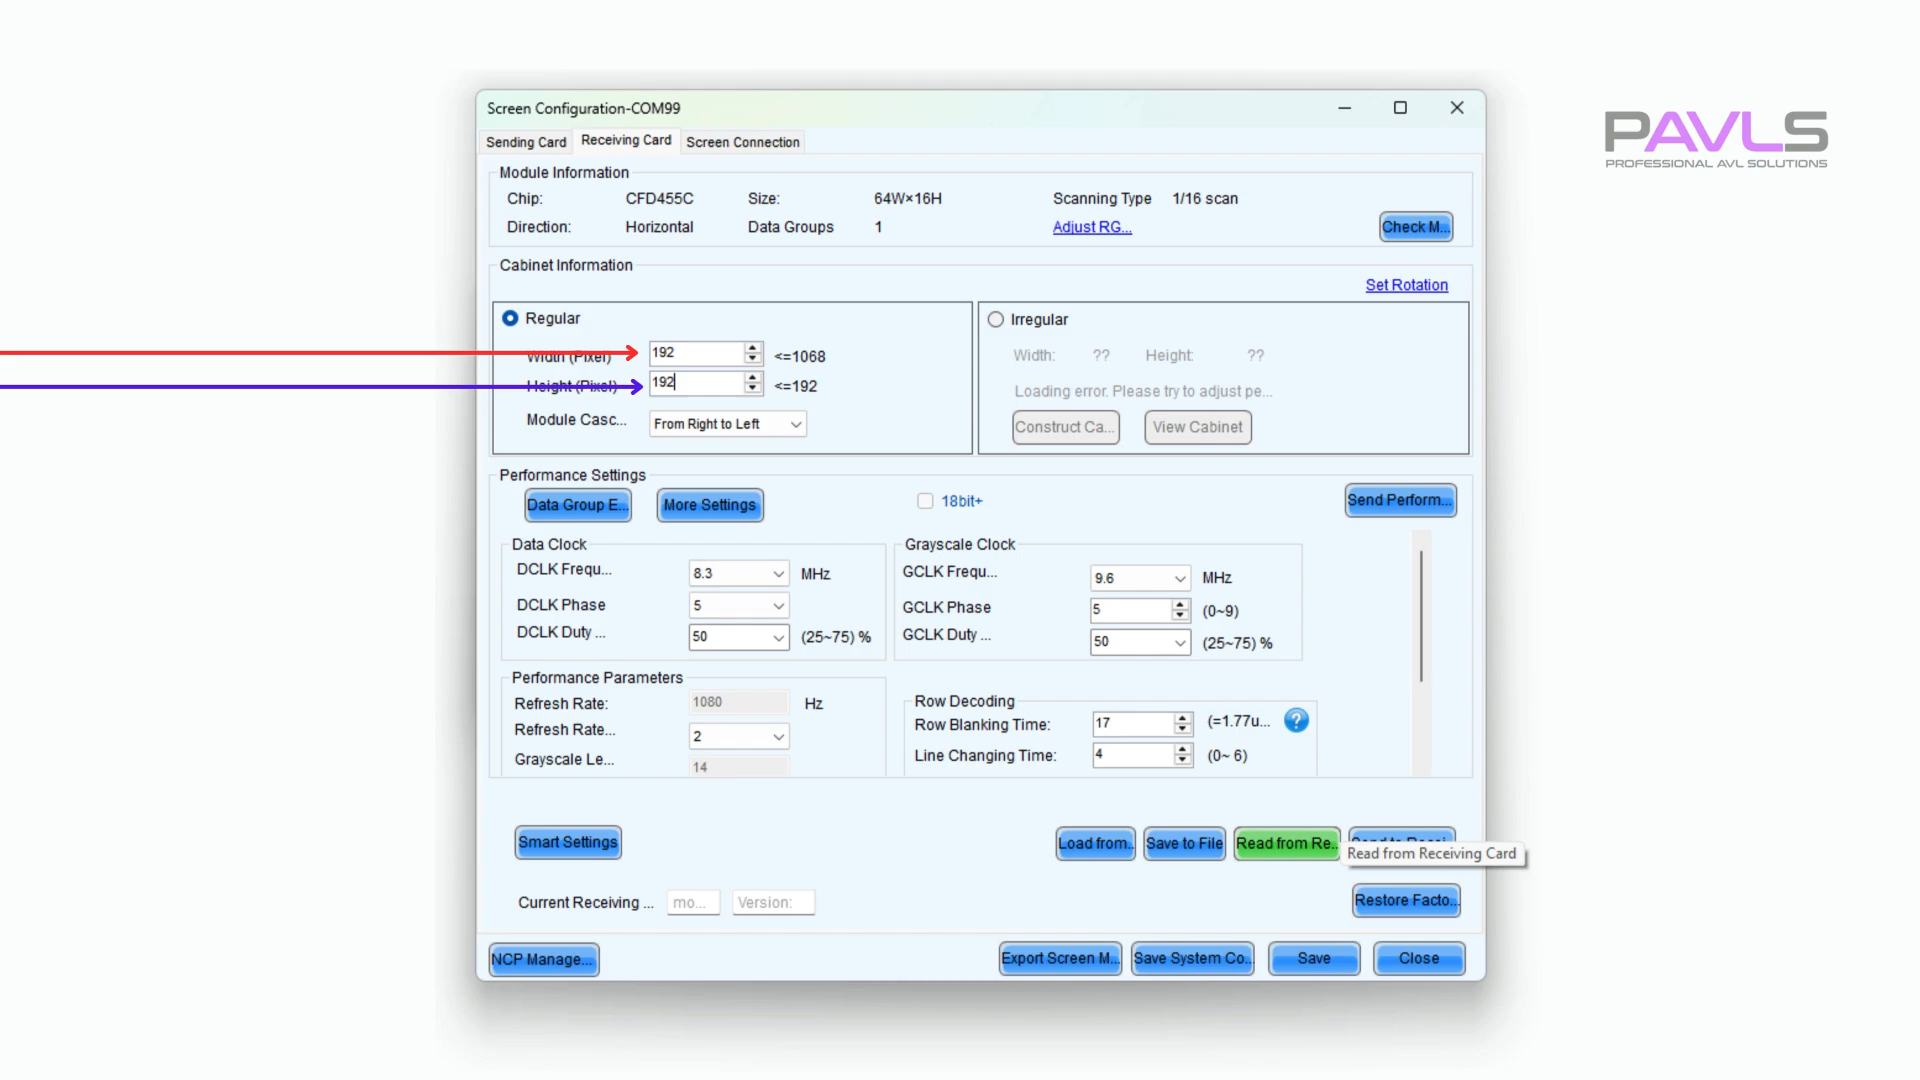 Screen Configuration-COM99
PAVLS
PROFESSIONAL AVL SOLUTIONS
Sending Card Receiving Card Screen Connection
Module Information
Chip: CFD455C Size: 64W×16H Scanning Type 1/16 scan
Direction: Horizontal Data Groups 1 Adjust RG... Check M...
Cabinet Information
Set Rotation
Regular
Width (Pixel) 192 <=1068
Height (Pixel) 192 <=192
Module Casc... From Right to Left
Irregular
Width: ?? Height: ??
Loading error. Please try to adjust pe...
Construct Ca... View Cabinet
Performance Settings
Data Group E... More Settings 18bit+ Send Perform...
Data Clock
DCLK Frequ... 8.3 MHz
DCLK Phase 5
DCLK Duty ... 50 (25~75) %
Grayscale Clock
GCLK Frequ... 9.6 MHz
GCLK Phase 5 (0~9)
GCLK Duty ... 50 (25~75) %
Performance Parameters
Refresh Rate: 1080 Hz
Refresh Rate... 2
Grayscale Le... 14
Row Decoding
Row Blanking Time: 17 (=1.77u... ?
Line Changing Time: 4 (0~ 6)
Smart Settings Load from.. Save to File Read from Re..
Read from Receiving Card
Current Receiving ... mo... Version: Restore Facto..
NCP Manage... Export Screen M... Save System Co.. Save Close